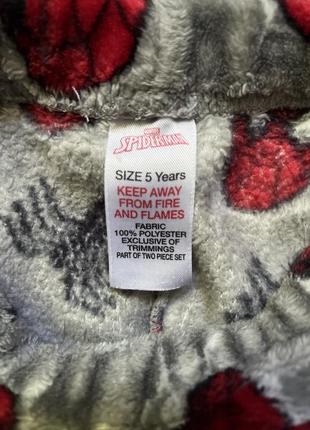 MARVEL
SPIDER-MAN
SIZE 5 Years
KEEP AWAY
FROM FIRE
AND FLAMES
FABRIC
100% POLYESTER
EXCLUSIVE OF
TRIMMINGS
PART OF TWO PIECE SET